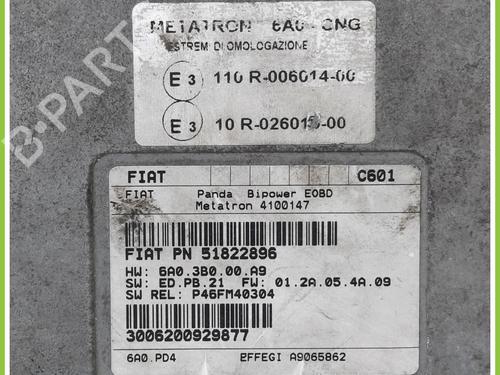 METATRON 6A0 - CNG
ESTREMI DI OMOLOGAZIONE
E 3 110 R-006014-00
E 3 10 R-02601-00
FIAT C601
FIAT Panda Bipower EOBD
Metatron 4100147
FIAT PN 51822896
HW: 6A0.3B0.00.A9
SW: ED.PB.21 FW: 01.2A.05.4A.09
SW REL: P46FM40304
3006200929877
6A0.PD4 EFFEGI A9065862
B-PARTS